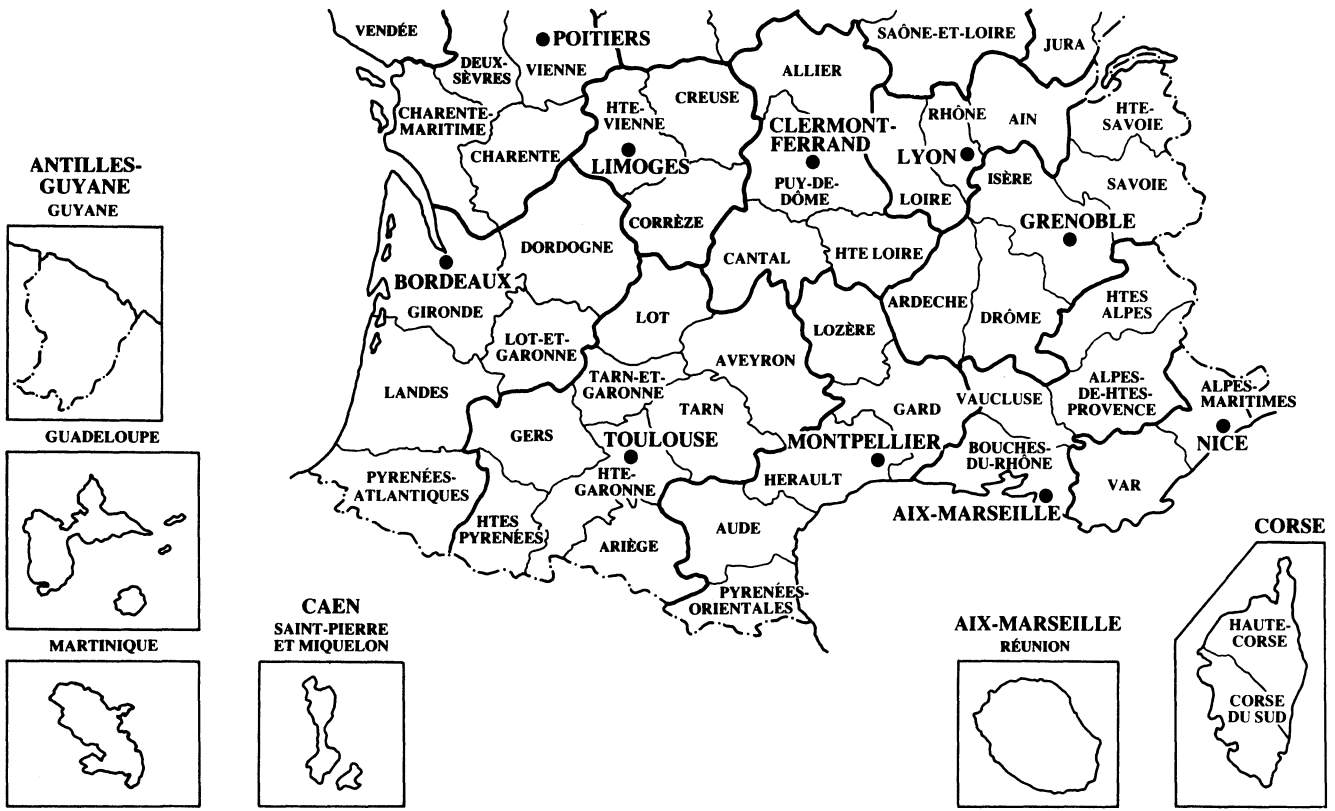 VENDÉE
POITIERS
DEUX-
SÈVRES
VIENNE
SAÔNE-ET-LOIRE
JURA
ALLIER
CREUSE
HTE-
VIENNE
CHARENTE-
MARITIME
CHARENTE
LIMOGES
CLERMONT-
FERRAND
PUY-DE-
DÔME
RHÔNE
AIN
LYON
LOIRE
HTE-
SAVOIE
ISÈRE
SAVOIE
GRENOBLE
CORRÈZE
DORDOGNE
CANTAL
HTE LOIRE
BORDEAUX
GIRONDE
LOT
LOT-ET-
GARONNE
ARDECHE
DRÔME
HTES
ALPES
LOZÈRE
AVEYRON
LANDES
TARN-ET-
GARONNE
TARN
GARD
VAUCLUSE
ALPES-
DE-HTES-
PROVENCE
ALPES-
MARITIMES
NICE
GERS
TOULOUSE
MONTPELLIER
BOUCHES-
DU-RHÔNE
PYRENÉES-
ATLANTIQUES
HTE-
GARONNE
HERAULT
VAR
AIX-MARSEILLE
HTES
PYRENÉES
ARIÈGE
AUDE
PYRENÉES-
ORIENTALES
ANTILLES-
GUYANE
GUYANE
GUADELOUPE
MARTINIQUE
CAEN
SAINT-PIERRE
ET MIQUELON
AIX-MARSEILLE
RÉUNION
CORSE
HAUTE-
CORSE
CORSE
DU SUD